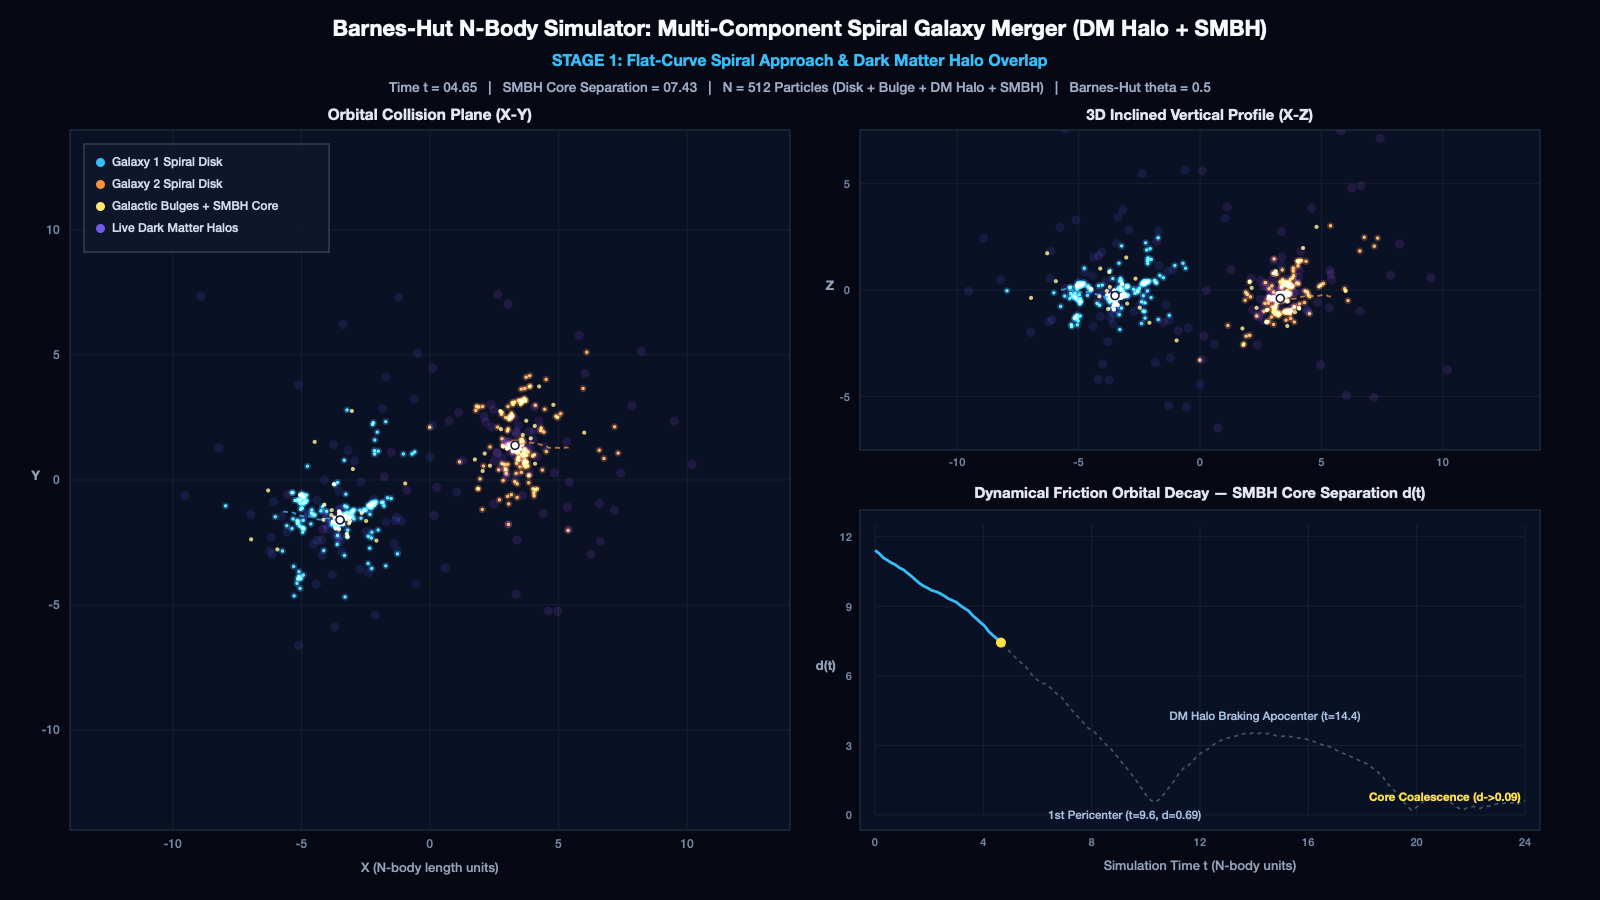 Barnes-Hut N-Body Simulator: Multi-Component Spiral Galaxy Merger (DM Halo + SMBH)
STAGE 1: Flat-Curve Spiral Approach & Dark Matter Halo Overlap
Time t = 04.65 | SMBH Core Separation = 07.43 | N = 512 Particles (Disk + Bulge + DM Halo + SMBH) | Barnes-Hut theta = 0.5
Orbital Collision Plane (X-Y)
Galaxy 1 Spiral Disk
Galaxy 2 Spiral Disk
Galactic Bulges + SMBH Core
Live Dark Matter Halos
10
5
Y
0
-5
-10
-10 -5 0 5 10
X (N-body length units)
3D Inclined Vertical Profile (X-Z)
5
Z
0
-5
-10 -5 0 5 10
Dynamical Friction Orbital Decay — SMBH Core Separation d(t)
12
9
d(t)
6
3
0
DM Halo Braking Apocenter (t=14.4)
Core Coalescence (d->0.09)
1st Pericenter (t=9.6, d=0.69)
0 4 8 12 16 20 24
Simulation Time t (N-body units)